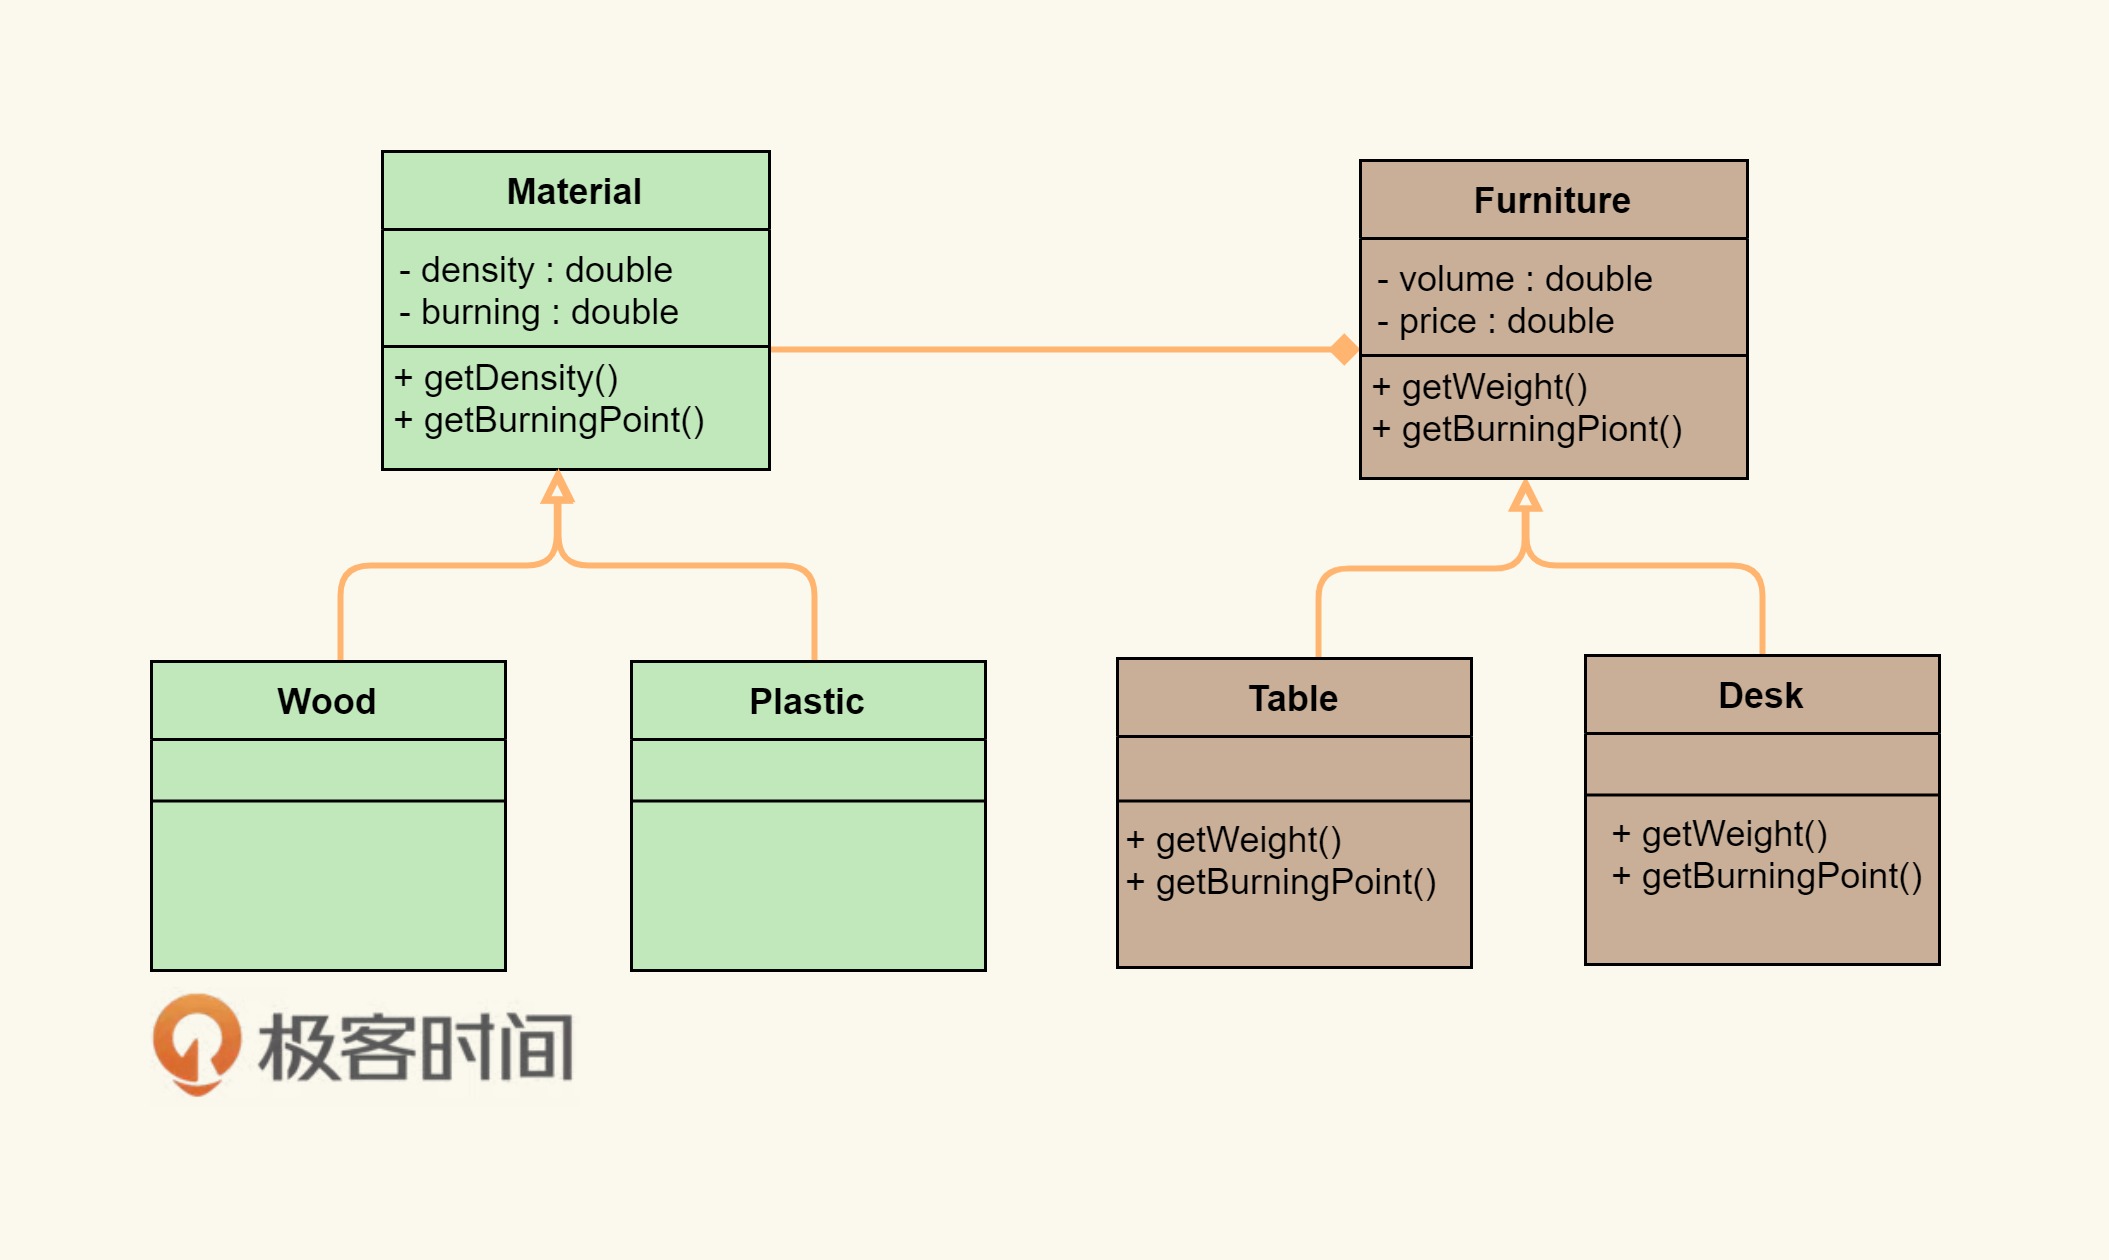 Material
- density : double
- burning : double
+ getDensity()
+ getBurningPoint()
Furniture
- volume : double
- price : double
+ getWeight()
+ getBurningPiont()
Wood
Plastic
Table
+ getWeight()
+ getBurningPoint()
Desk
+ getWeight()
+ getBurningPoint()
极客时间